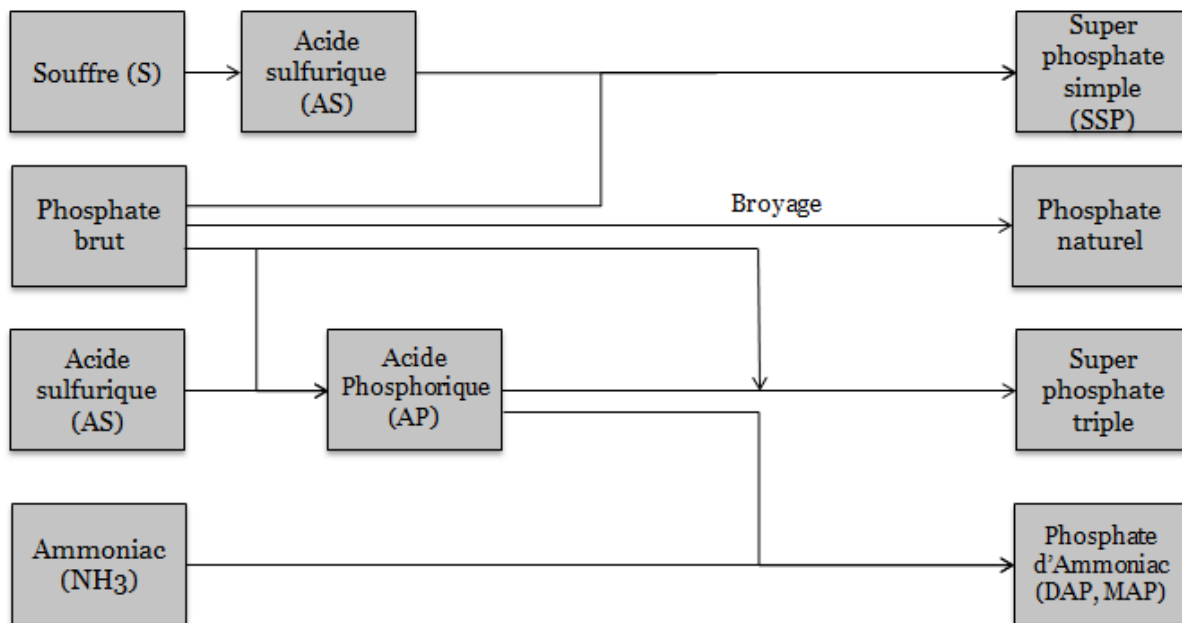 Souffre (S)
Acide
sulfurique
(AS)
Super
phosphate
simple
(SSP)
Phosphate
brut
Broyage
Phosphate
naturel
Acide
sulfurique
(AS)
Acide
Phosphorique
(AP)
Super
phosphate
triple
Ammoniac
(NH3)
Phosphate
d'Ammoniac
(DAP, MAP)